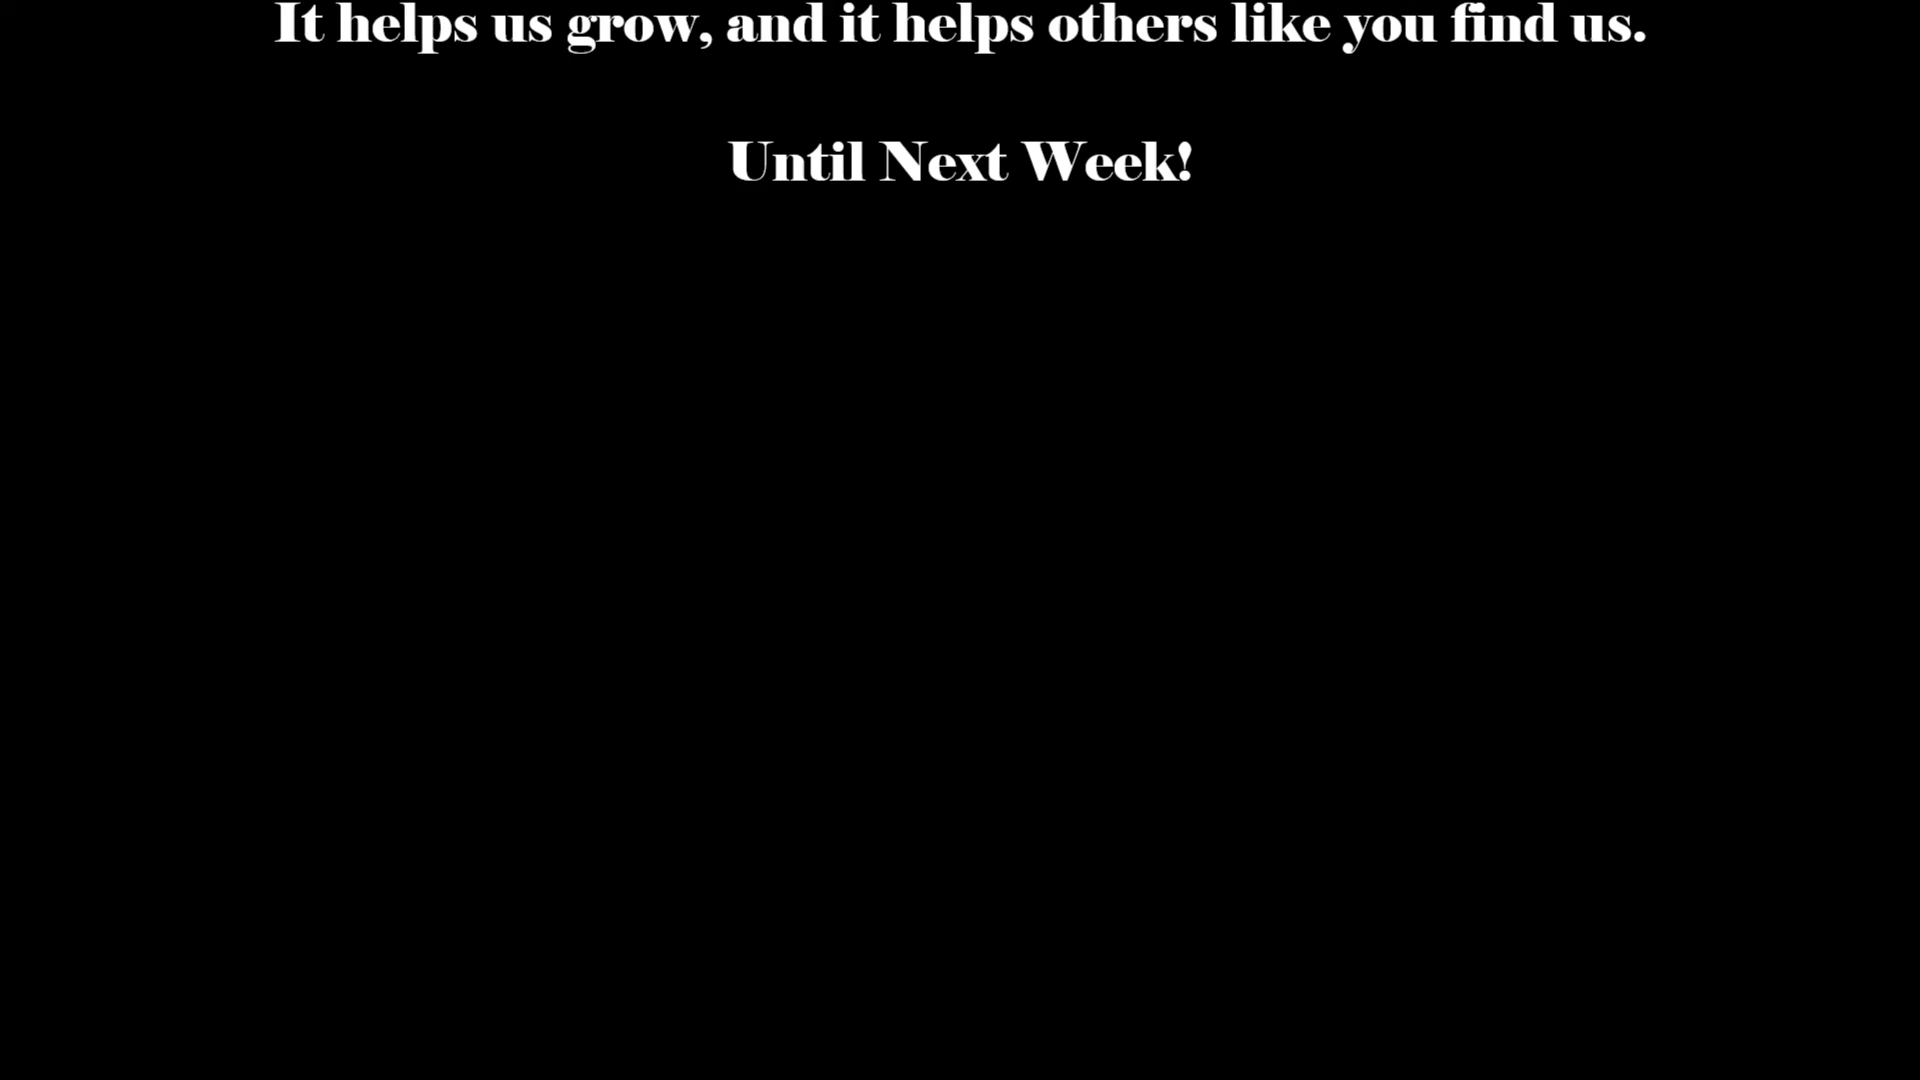 It helps us grow, and it helps others like you find us.
Until Next Week!